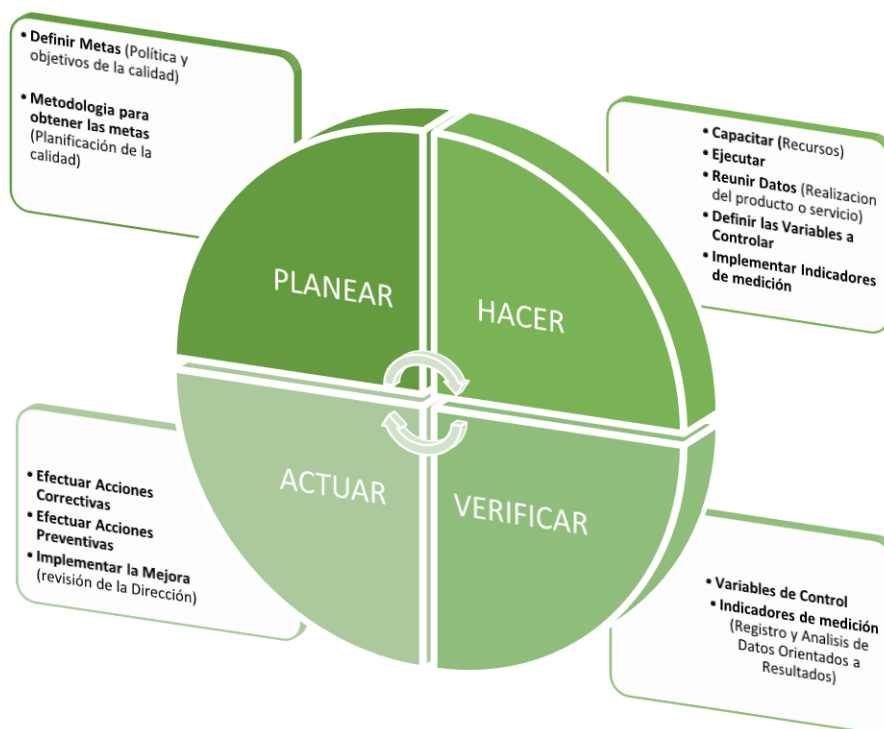 • Definir Metas (Política y
objetivos de la calidad)
• Metodologia para
obtener las metas
(Planificación de la
calidad)
PLANEAR
HACER
• Capacitar (Recursos)
• Ejecutar
• Reunir Datos (Realizacion
del producto o servicio)
• Definir las Variables a
Controlar
• Implementar Indicadores
de medición
ACTUAR
VERIFICAR
• Efectuar Acciones
Correctivas
• Efectuar Acciones
Preventivas
• Implementar la Mejora
(revisión de la Dirección)
• Variables de Control
• Indicadores de medición
(Registro y Analisis de
Datos Orientados a
Resultados)